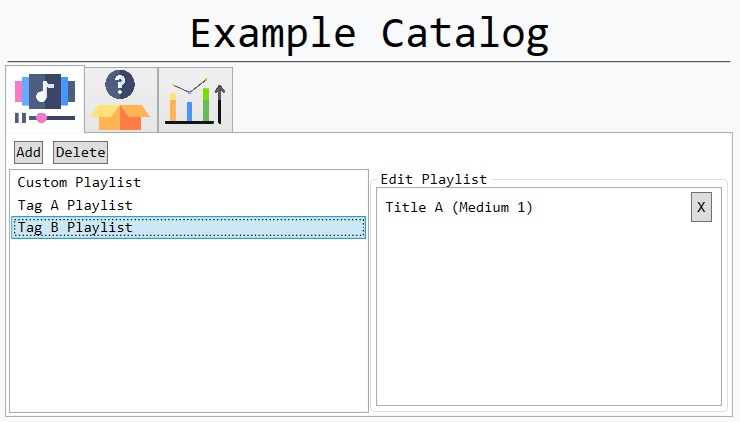 Example Catalog
?
Add Delete
Custom Playlist
Tag A Playlist
Tag B Playlist
Edit Playlist
Title A (Medium 1) X